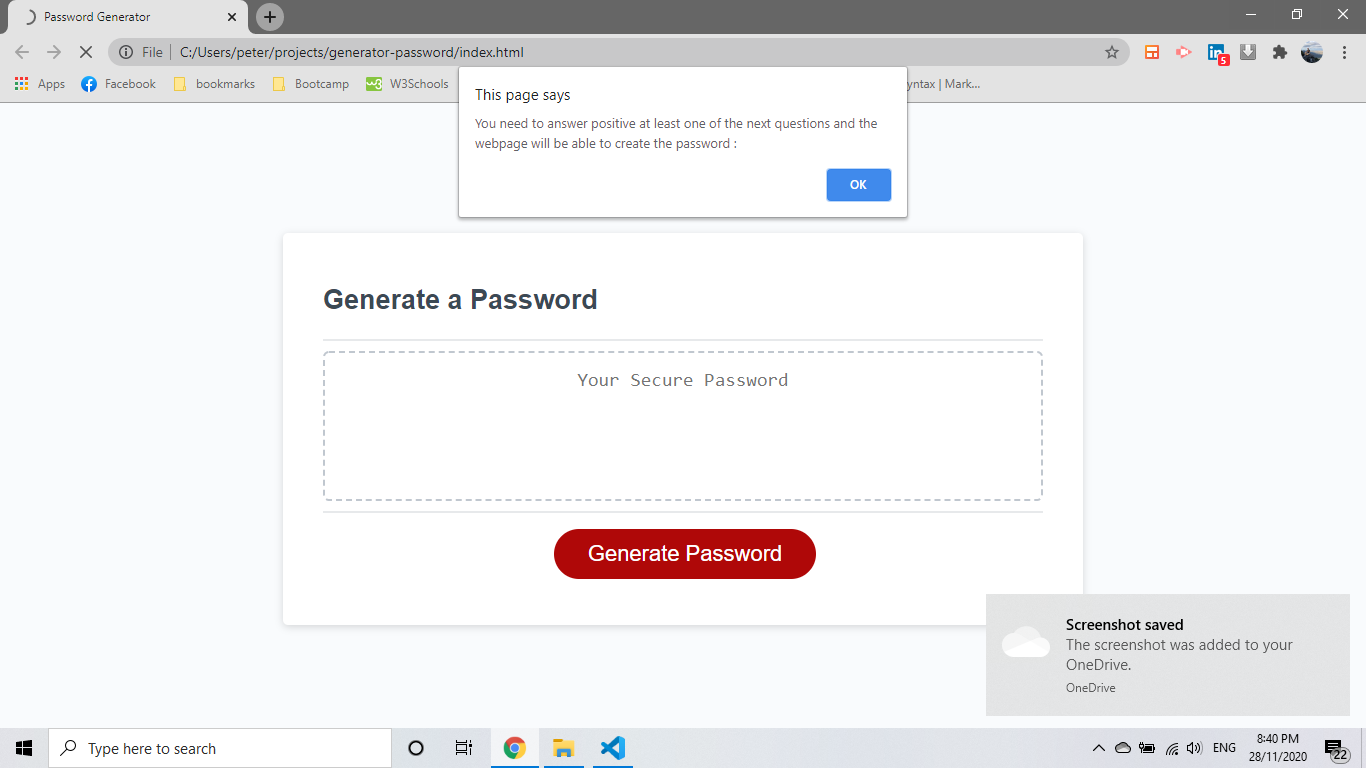 Password Generator
File
C:/Users/peter/projects/generator-password/index.html
5
Apps
Facebook
bookmarks
Bootcamp
W3Schools
yntax | Mark...
This page says
You need to answer positive at least one of the next questions and the
webpage will be able to create the password :
OK
Generate a Password
Your Secure Password
Generate Password
Screenshot saved
The screenshot was added to your
OneDrive.
OneDrive
Type here to search
ENG
8:40 PM
28/11/2020
22